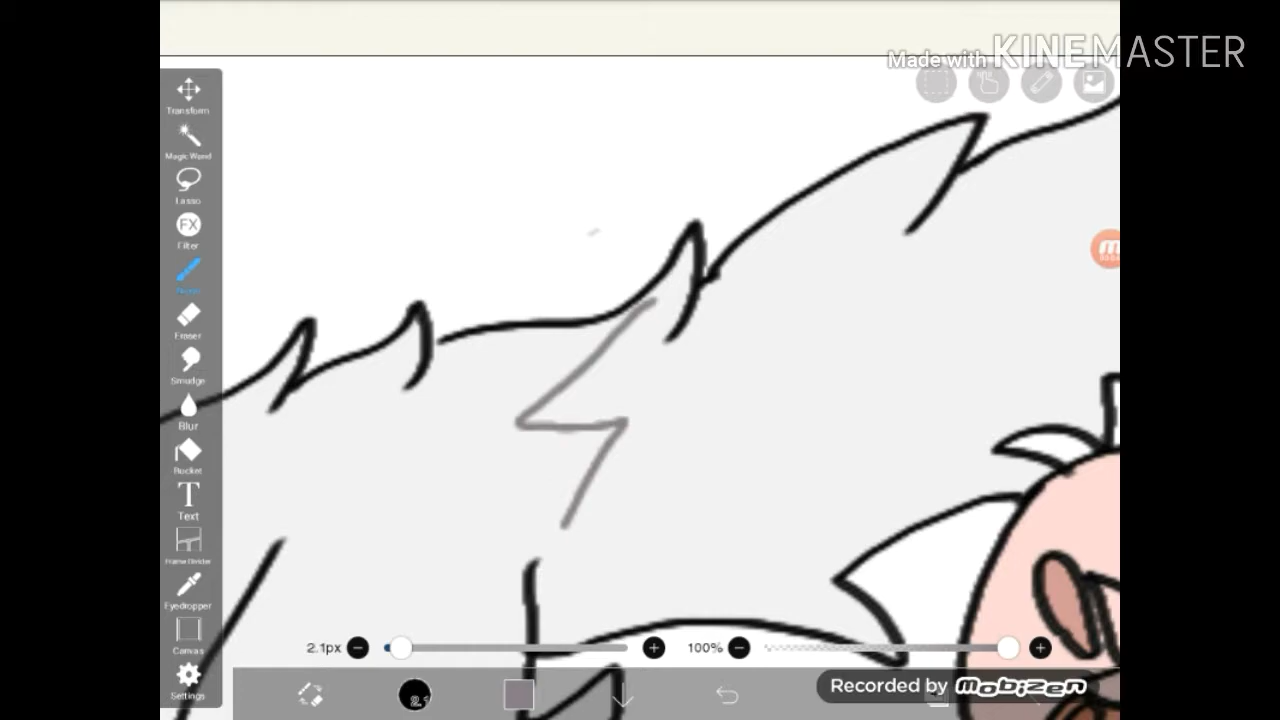 Made with KINEMASTER
Transform
Magic Wand
Lasso
FX
Filter
Eraser
Smudge
Blur
Bucket
T
Text
Frame Divider
Eyedropper
Canvas
Settings
2.1px
100%
Recorded by mobizen